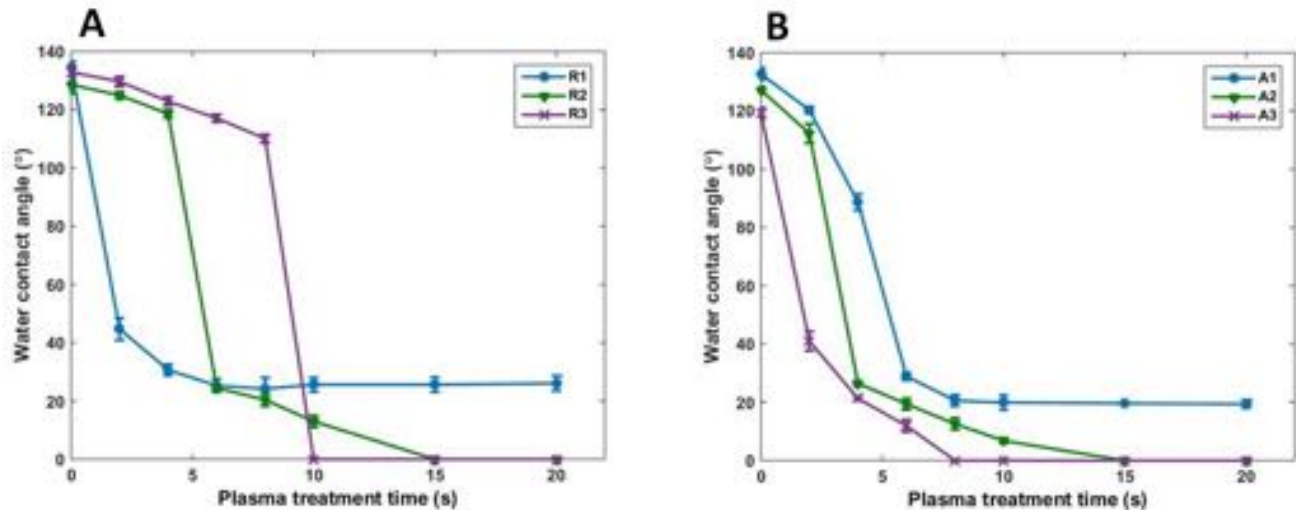 A
140
120
100
80
60
40
20
0
0 5 10 15 20
Water contact angle (°)
Plasma treatment time (s)
R1
R2
R3
B
140
120
100
80
60
40
20
0
0 5 10 15 20
Water contact angle (°)
Plasma treatment time (s)
A1
A2
A3